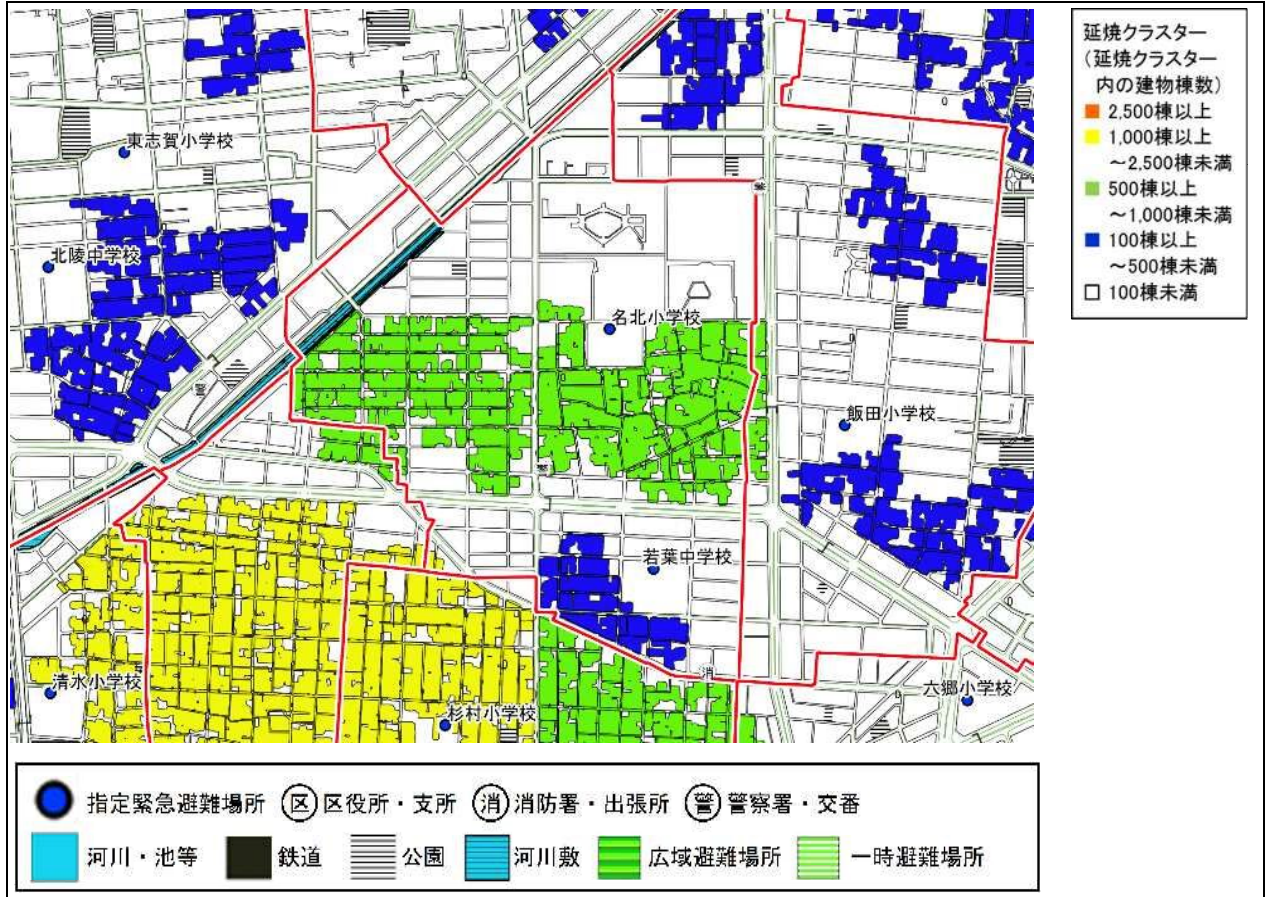 延焼クラスター
(延焼クラスター
内の建物棟数)
2,500棟以上
1,000棟以上
~2,500棟未満
500棟以上
~1,000棟未満
100棟以上
~500棟未満
100棟未満
東志賀小学校
北陵中学校
名北小学校
飯田小学校
若葉中学校
清水小学校
杉村小学校
六郷小学校
警
警
警
消
指定緊急避難場所 区 区役所・支所 消 消防署・出張所 警 警察署・交番
河川・池等 鉄道 公園 河川敷 広域避難場所 一時避難場所